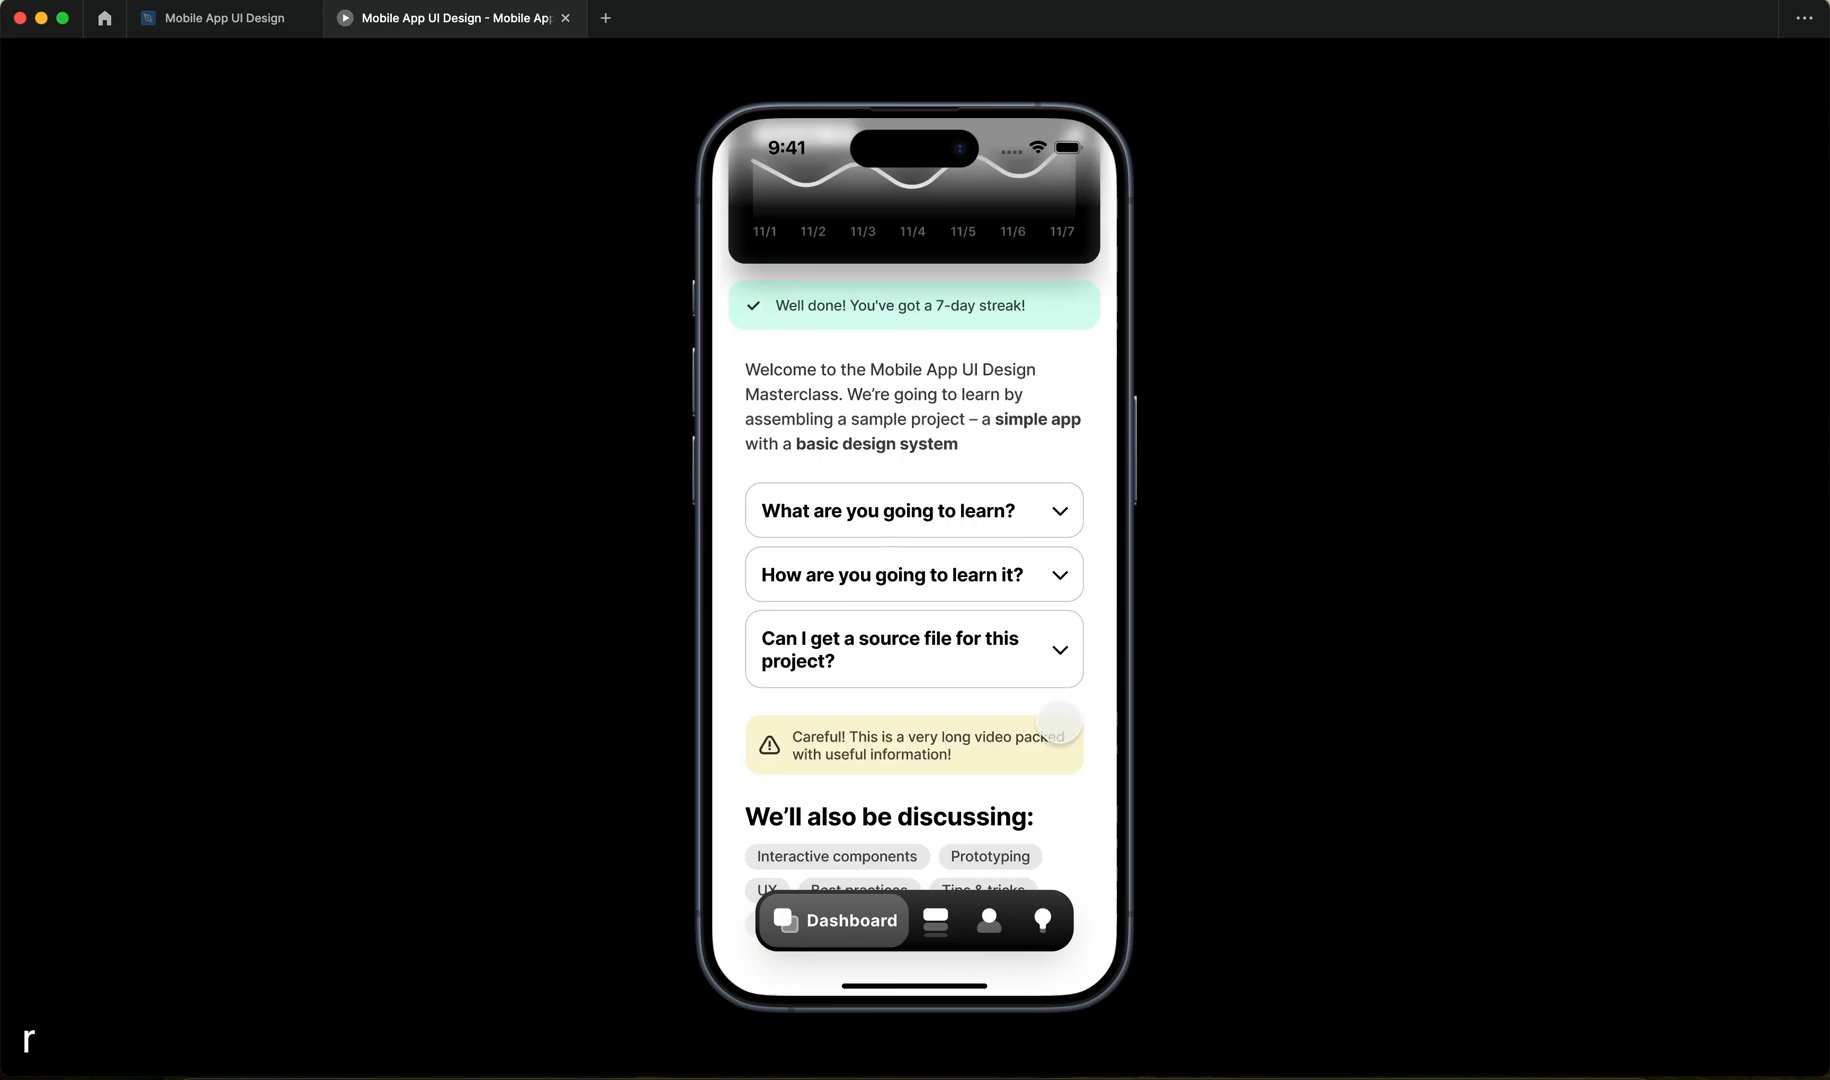 Mobile App UI Design
Mobile App UI Design - Mobile App
9:41
11/1 11/2 11/3 11/4 11/5 11/6 11/7
Well done! You've got a 7-day streak!
Welcome to the Mobile App UI Design
Masterclass. We’re going to learn by
assembling a sample project – a simple app
with a basic design system
What are you going to learn?
How are you going to learn it?
Can I get a source file for this
project?
Careful! This is a very long video packed
with useful information!
We’ll also be discussing:
Interactive components Prototyping
UX Best practices Tips & tricks
Dashboard
r